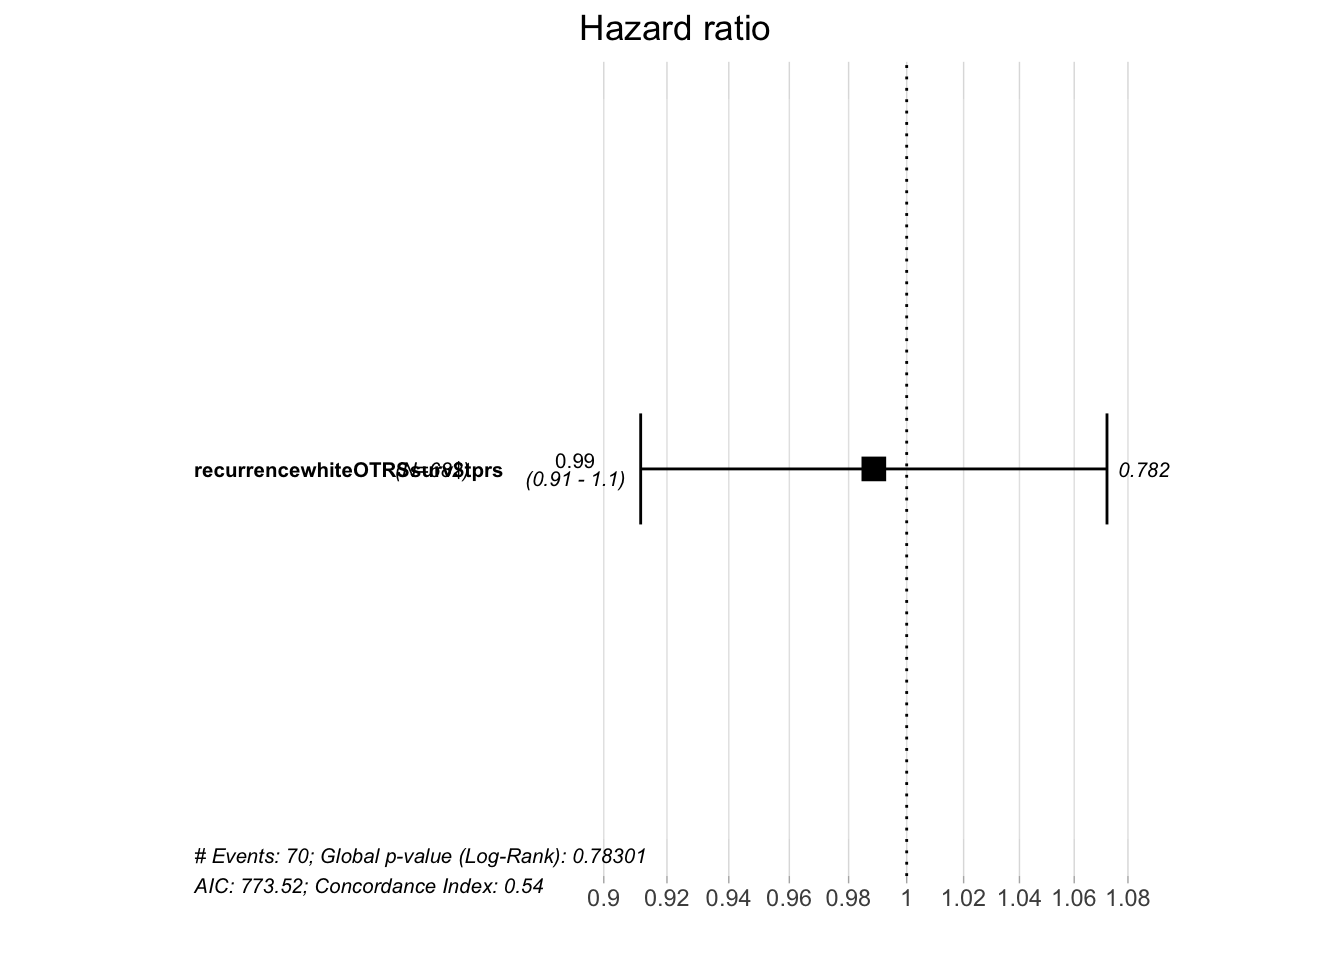 Hazard ratio
0.99
(0.91 - 1.1)
0.782
# Events: 70; Global p-value (Log-Rank): 0.78301
AIC: 773.52; Concordance Index: 0.54
0.9 0.92 0.94 0.96 0.98 1 1.02 1.04 1.06 1.08